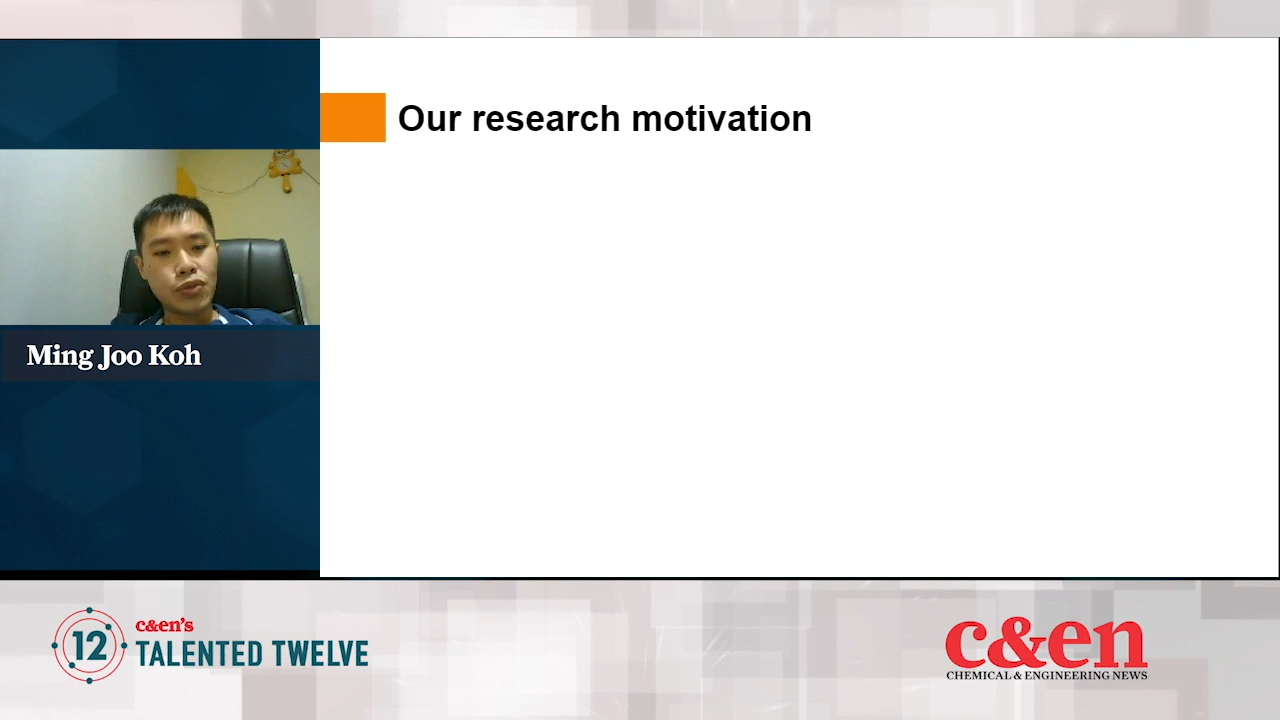 Our research motivation
Ming Joo Koh
12
c&en's
TALENTED TWELVE
c&en
CHEMICAL & ENGINEERING NEWS